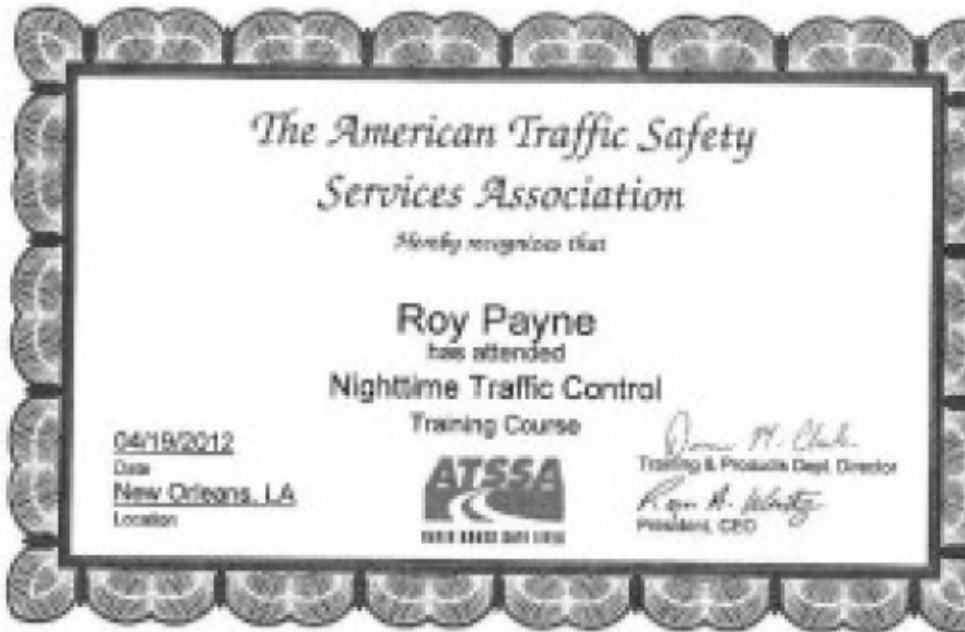 The American Traffic Safety
Services Association
Hereby recognizes that
Roy Payne
has attended
Nighttime Traffic Control
Training Course
04/19/2012
Date
New Orleans, LA
Location
ATSSA
Training & Products Dept. Director
President, CEO